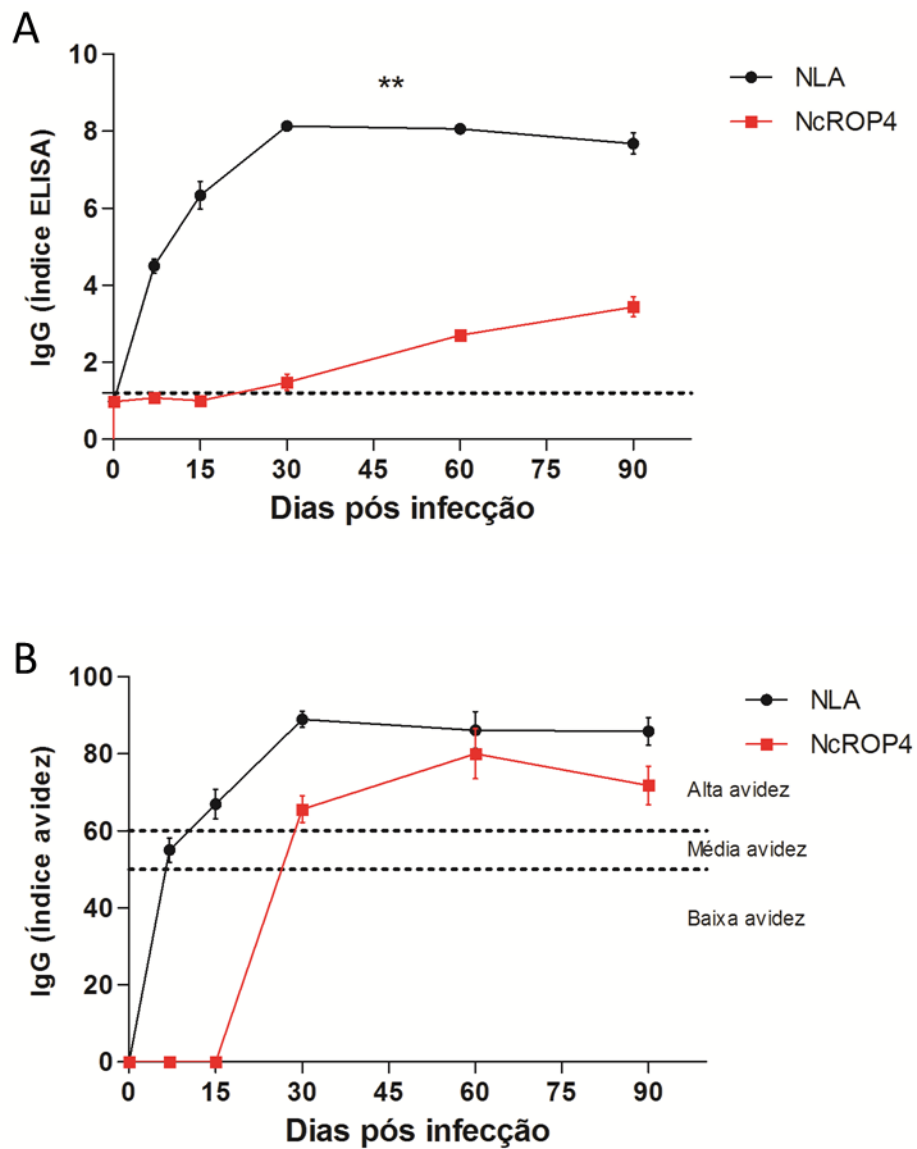 A
10
8
6
4
2
0
IgG (Índice ELISA)
**
NLA
NcROP4
0 15 30 45 60 75 90
Dias pós infecção
B
100
80
60
40
20
0
IgG (índice avidez)
NLA
NcROP4
Alta avidez
Média avidez
Baixa avidez
0 15 30 45 60 75 90
Dias pós infecção